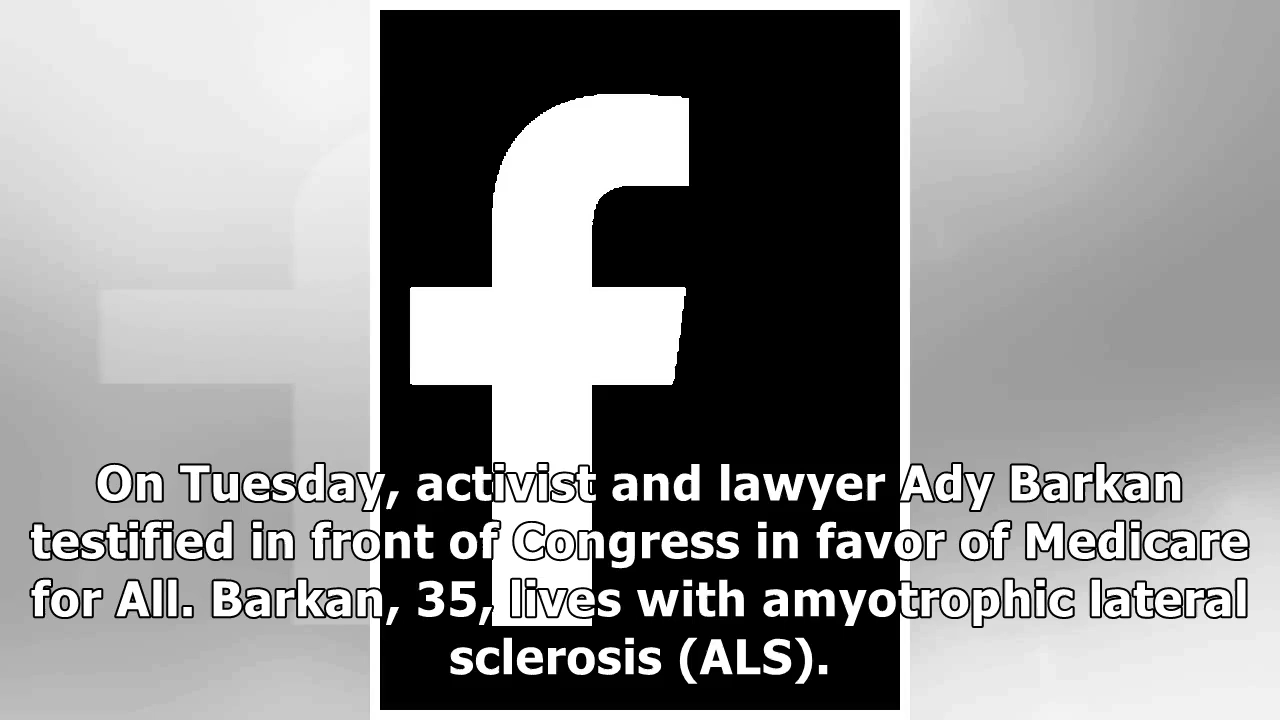 On Tuesday, activist and lawyer Ady Barkan
testified in front of Congress in favor of Medicare
for All. Barkan, 35, lives with amyotrophic lateral
sclerosis (ALS).